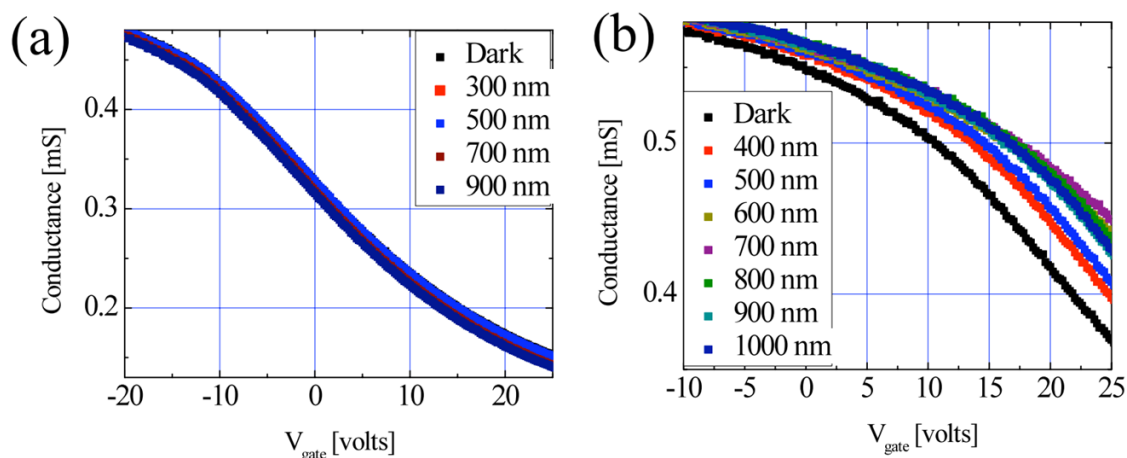 (a)
Conductance [mS]
0.4
0.3
0.2
Dark
300 nm
500 nm
700 nm
900 nm
-20 -10 0 10 20
V_gate [volts]
(b)
Conductance [mS]
0.5
0.4
Dark
400 nm
500 nm
600 nm
700 nm
800 nm
900 nm
1000 nm
-10 -5 0 5 10 15 20 25
V_gate [volts]